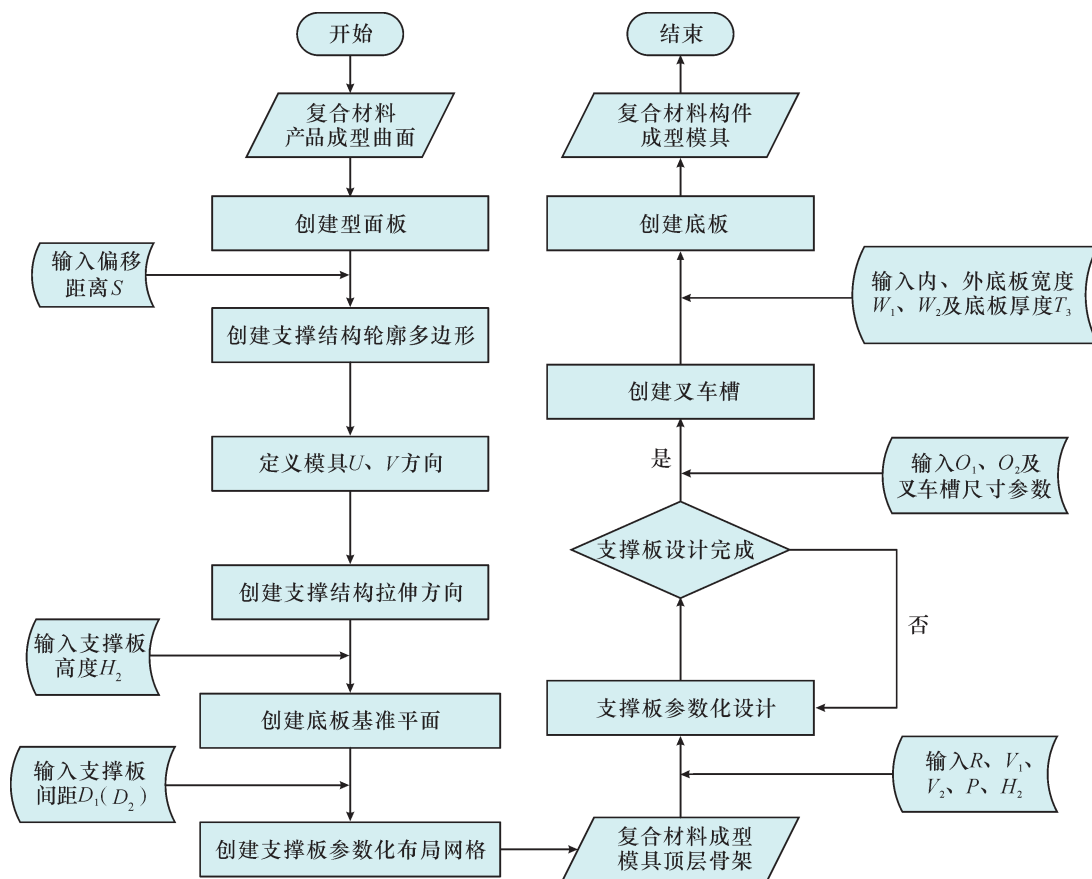 开始
复合材料
产品成型曲面
创建型面板
输入偏移
距离S
创建支撑结构轮廓多边形
定义模具U、V方向
创建支撑结构拉伸方向
输入支撑板
高度H₂
创建底板基准平面
输入支撑板
间距D₁(D₂)
创建支撑板参数化布局网格
复合材料成型
模具顶层骨架
输入R、V₁、
V₂、P、H₂
支撑板参数化设计
支撑板设计完成
否
是
输入O₁、O₂及
叉车槽尺寸参数
创建叉车槽
输入内、外底板宽度
W₁、W₂及底板厚度T₃
创建底板
复合材料构件
成型模具
结束